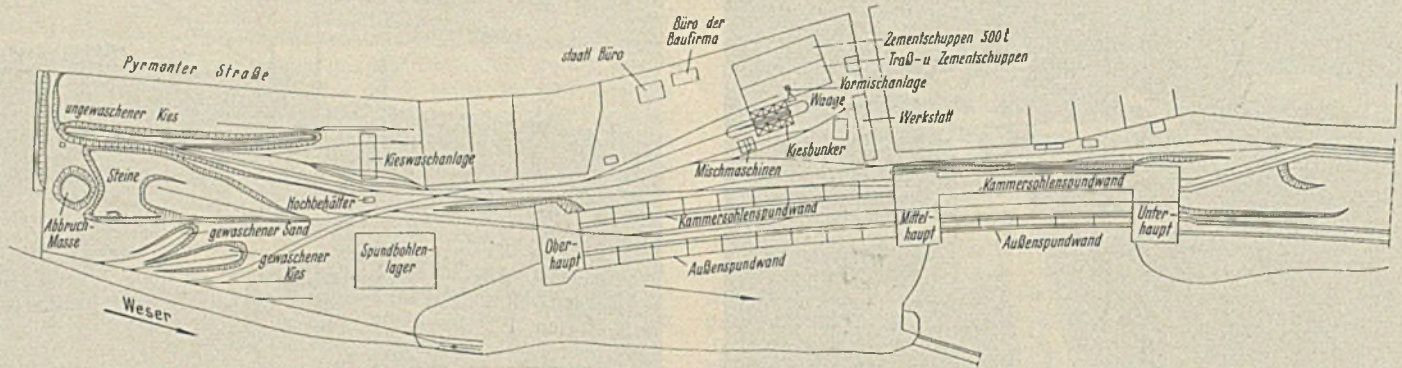 Pyrmonter Straße
ungewaschener Kies
Steine
Abbruch-
Masse
Kieswaschanlage
Hochbehälter
gewaschener Sand
gewaschener
Kies
Spundbohlen-
lager
Weser
staatl Büro
Büro der
Baufirma
Zementschuppen 500 t
Traß- u Zementschuppen
Vormischanlage
Waage
Werkstatt
Kiesbunker
Mischmaschinen
Kammersohlenspundwand
Ober-
haupt
Außenspundwand
Mittel-
haupt
Kammersohlenspundwand
Außenspundwand
Unter-
haupt